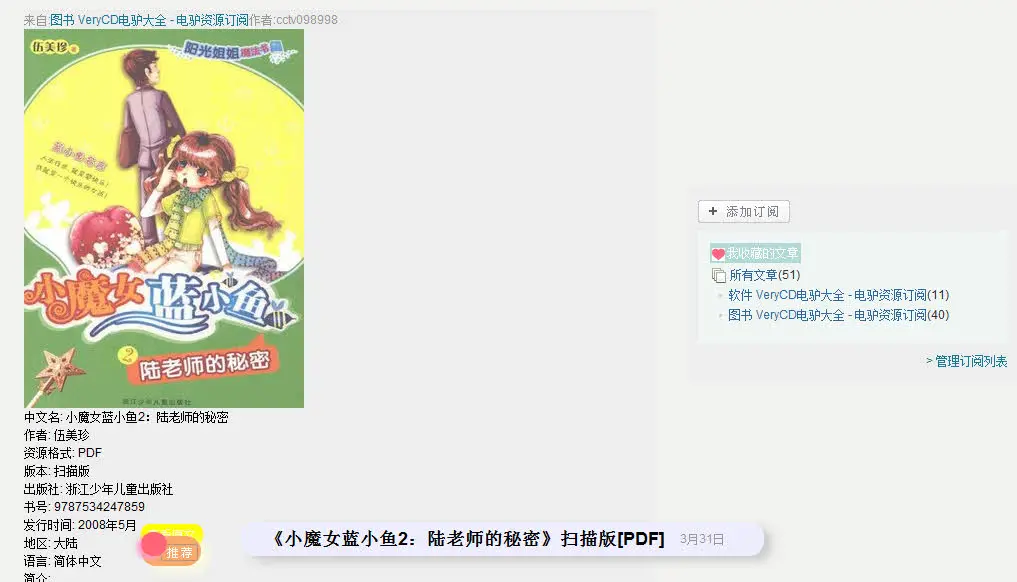 来自:图书 VeryCD电驴大全 - 电驴资源订阅作者:cctv098998
伍美珍 著
阳光姐姐魔法书
小魔女
蓝小鱼
2
陆老师的秘密
浙江少年儿童出版社
中文名: 小魔女蓝小鱼2：陆老师的秘密
作者: 伍美珍
资源格式: PDF
版本: 扫描版
出版社: 浙江少年儿童出版社
书号: 9787534247859
发行时间: 2008年5月
地区: 大陆
语言: 简体中文
简介:
推荐
《小魔女蓝小鱼2：陆老师的秘密》扫描版[PDF]
3月31日
+ 添加订阅
我收藏的文章
所有文章(51)
软件 VeryCD电驴大全 - 电驴资源订阅(11)
图书 VeryCD电驴大全 - 电驴资源订阅(40)
> 管理订阅列表